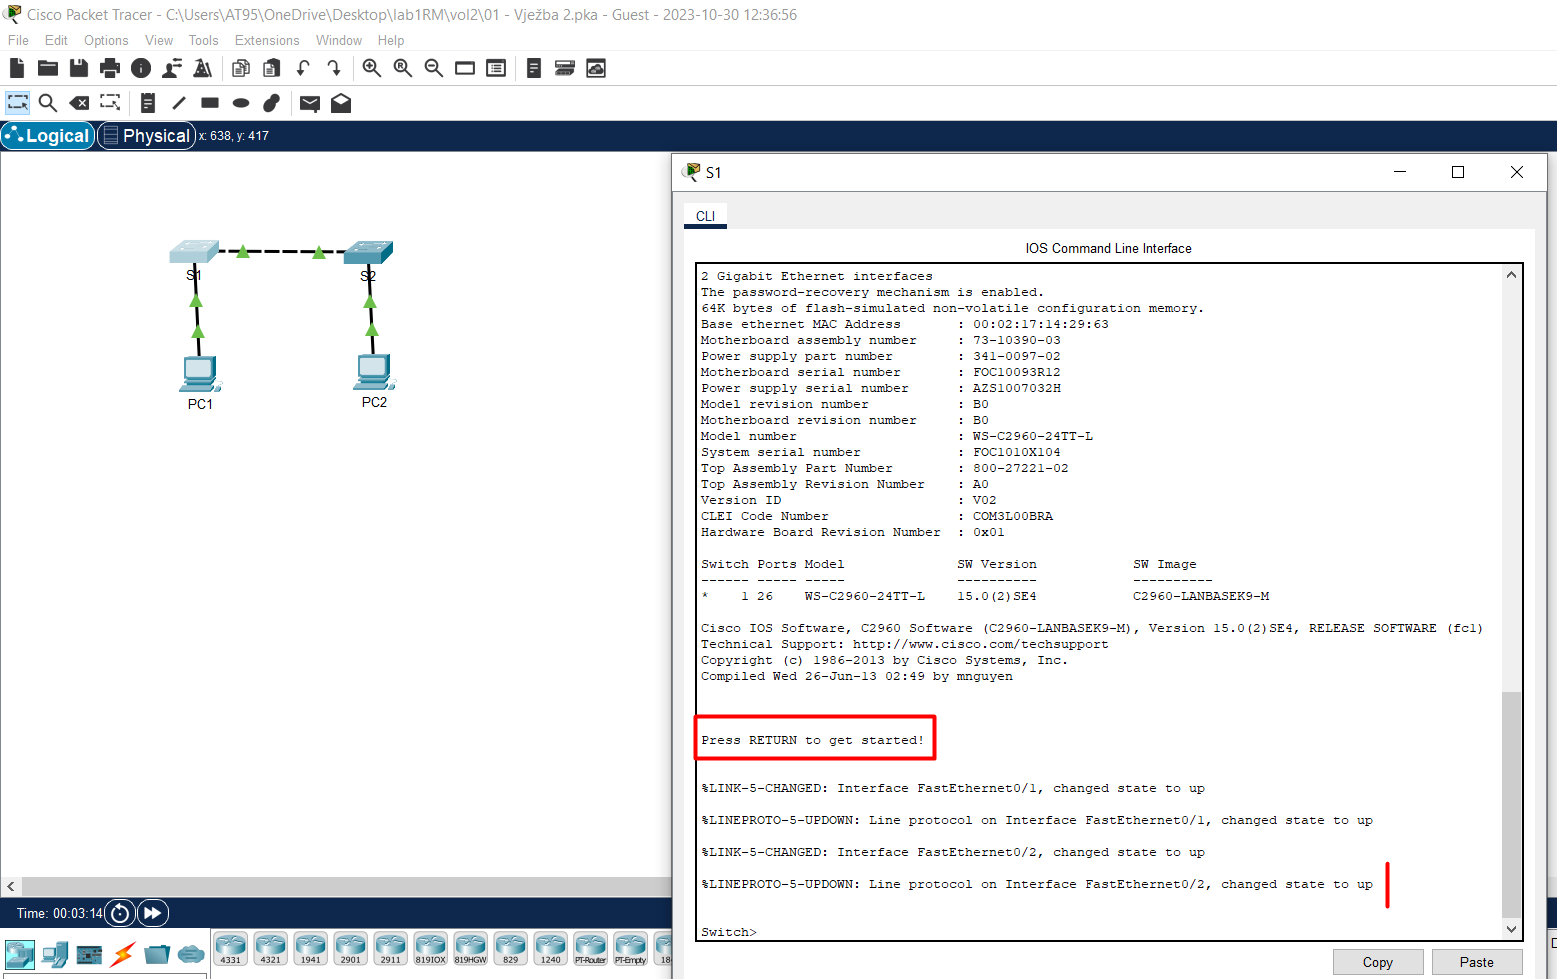 Cisco Packet Tracer - C:\Users\AT95\OneDrive\Desktop\lab1RM\vol2\01 - Vježba 2.pka - Guest - 2023-10-30 12:36:56
File Edit Options View Tools Extensions Window Help
Logical Physical x: 638, y: 417
S1
S2
PC1
PC2
S1
CLI
IOS Command Line Interface
2 Gigabit Ethernet interfaces
The password-recovery mechanism is enabled.
64K bytes of flash-simulated non-volatile configuration memory.
Base ethernet MAC Address : 00:02:17:14:29:63
Motherboard assembly number : 73-10390-03
Power supply part number : 341-0097-02
Motherboard serial number : FOC10093R12
Power supply serial number : AZS1007032H
Model revision number : B0
Motherboard revision number : B0
Model number : WS-C2960-24TT-L
System serial number : FOC1010X104
Top Assembly Part Number : 800-27221-02
Top Assembly Revision Number : A0
Version ID : V02
CLEI Code Number : COM3L00BRA
Hardware Board Revision Number : 0x01
Switch Ports Model SW Version SW Image
------ ----- ----- ---------- ----------
* 1 26 WS-C2960-24TT-L 15.0(2)SE4 C2960-LANBASEK9-M
Cisco IOS Software, C2960 Software (C2960-LANBASEK9-M), Version 15.0(2)SE4, RELEASE SOFTWARE (fc1)
Technical Support: http://www.cisco.com/techsupport
Copyright (c) 1986-2013 by Cisco Systems, Inc.
Compiled Wed 26-Jun-13 02:49 by mnguyen
Press RETURN to get started!
%LINK-5-CHANGED: Interface FastEthernet0/1, changed state to up
%LINEPROTO-5-UPDOWN: Line protocol on Interface FastEthernet0/1, changed state to up
%LINK-5-CHANGED: Interface FastEthernet0/2, changed state to up
%LINEPROTO-5-UPDOWN: Line protocol on Interface FastEthernet0/2, changed state to up
Switch>
Copy Paste
Time: 00:03:14
4331 4321 1941 2901 2911 819IOX 819HGW 829 1240 PT-Router PT-Empty 18